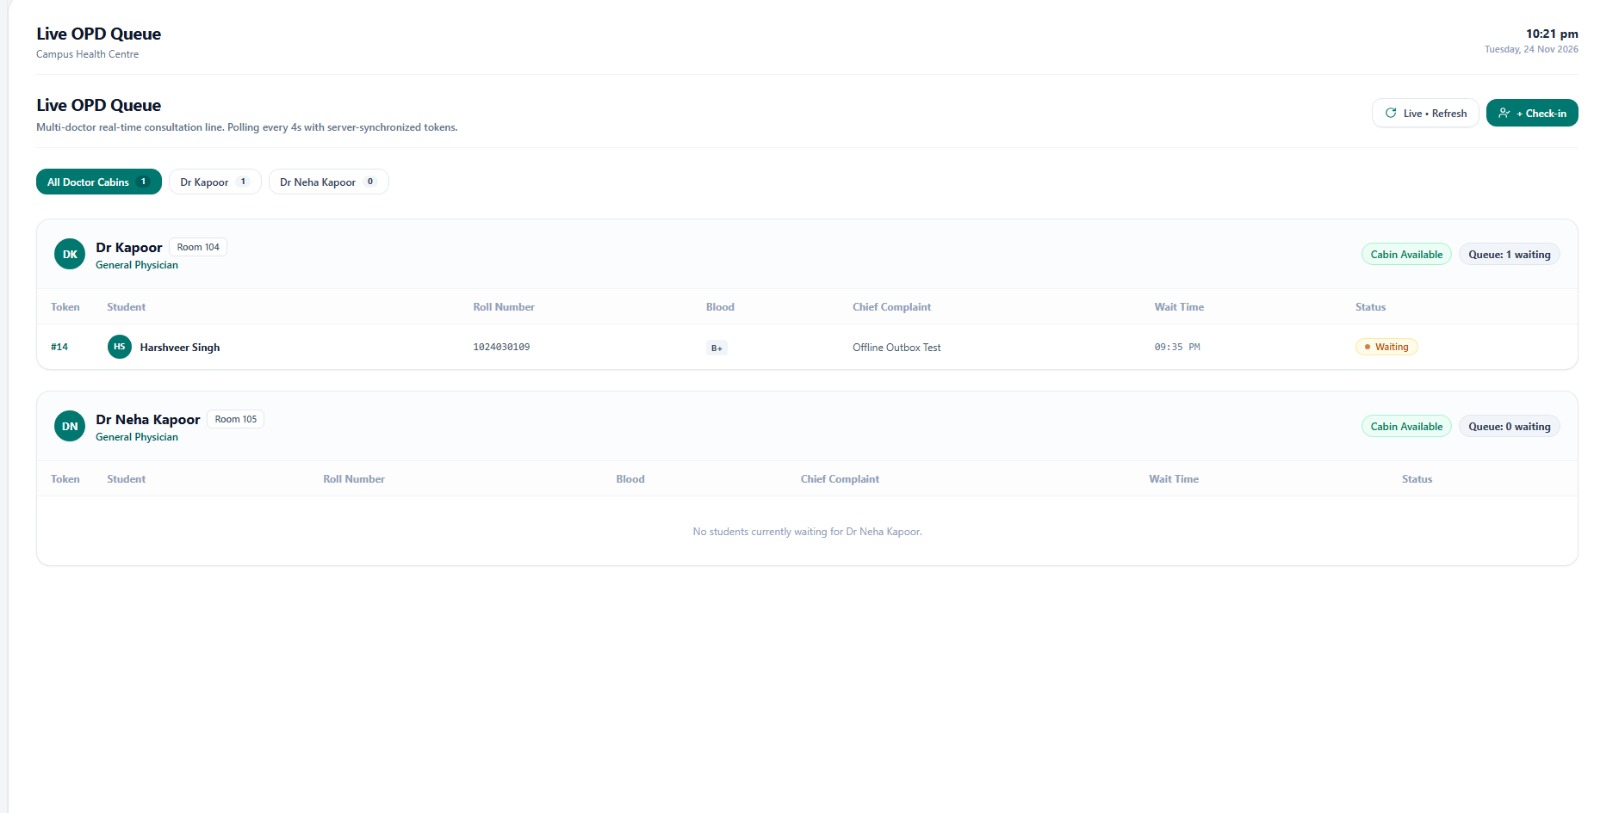 Live OPD Queue
Campus Health Centre
10:21 pm
Tuesday, 24 Nov 2026
Live OPD Queue
Multi-doctor real-time consultation line. Polling every 4s with server-synchronized tokens.
Live • Refresh
+ Check-in
All Doctor Cabins 1
Dr Kapoor 1
Dr Neha Kapoor 0
DK
Dr Kapoor Room 104
General Physician
Cabin Available
Queue: 1 waiting
Token Student Roll Number Blood Chief Complaint Wait Time Status
#14 HS Harshveer Singh 1024030109 B+ Offline Outbox Test 09:35 PM Waiting
DN
Dr Neha Kapoor Room 105
General Physician
Cabin Available
Queue: 0 waiting
Token Student Roll Number Blood Chief Complaint Wait Time Status
No students currently waiting for Dr Neha Kapoor.